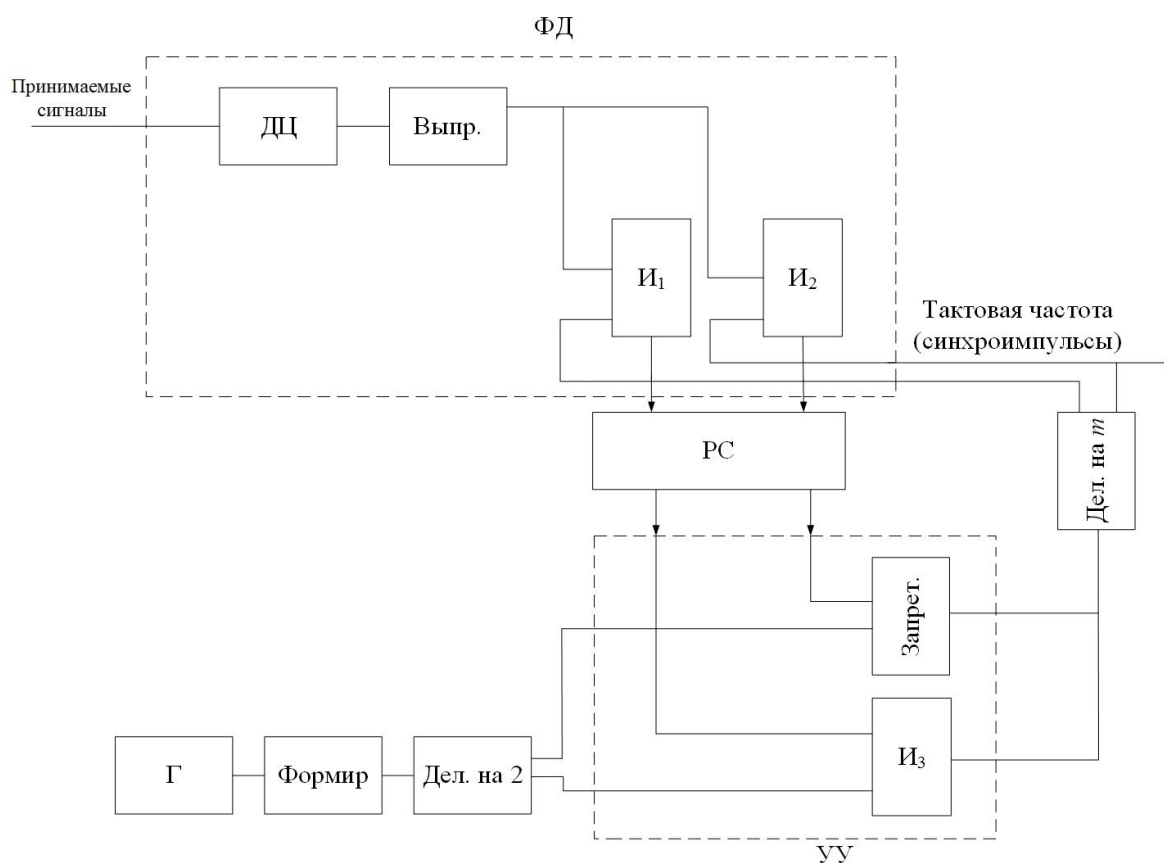 ФД
Принимаемые
сигналы
ДЦ
Выпр.
И₁
И₂
Тактовая частота
(синхроимпульсы)
РС
Дел. на m
Запрет.
И₃
Г
Формир
Дел. на 2
УУ